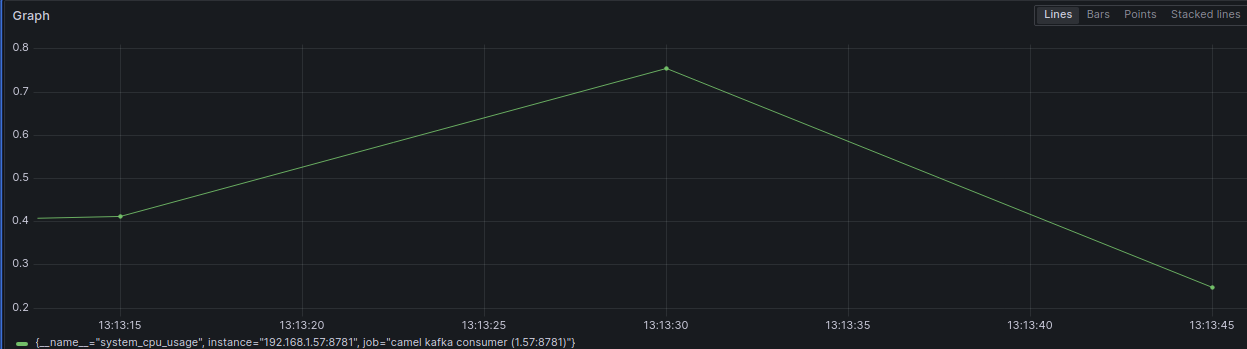 Graph
Lines Bars Points Stacked lines
0.8
0.7
0.6
0.5
0.4
0.3
0.2
13:13:15 13:13:20 13:13:25 13:13:30 13:13:35 13:13:40 13:13:45
{__name__="system_cpu_usage", instance="192.168.1.57:8781", job="camel kafka consumer (1.57:8781)"}